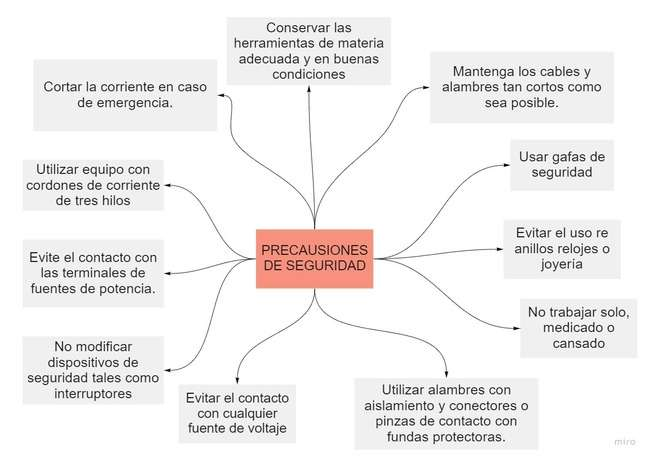 Conservar las
herramientas de materia
adecuada y en buenas
condiciones
Cortar la corriente en caso
de emergencia.
Mantenga los cables y
alambres tan cortos como
sea posible.
Usar gafas de
seguridad
Utilizar equipo con
cordones de corriente
de tres hilos
PRECAUSIONES
DE SEGURIDAD
Evitar el uso re
anillos relojes o
joyería
Evite el contacto con
las terminales de
fuentes de potencia.
No trabajar solo,
medicado o
cansado
No modificar
dispositivos de
seguridad tales como
interruptores
Evitar el contacto
con cualquier
fuente de voltaje
Utilizar alambres con
aislamiento y conectores o
pinzas de contacto con
fundas protectoras.
miro